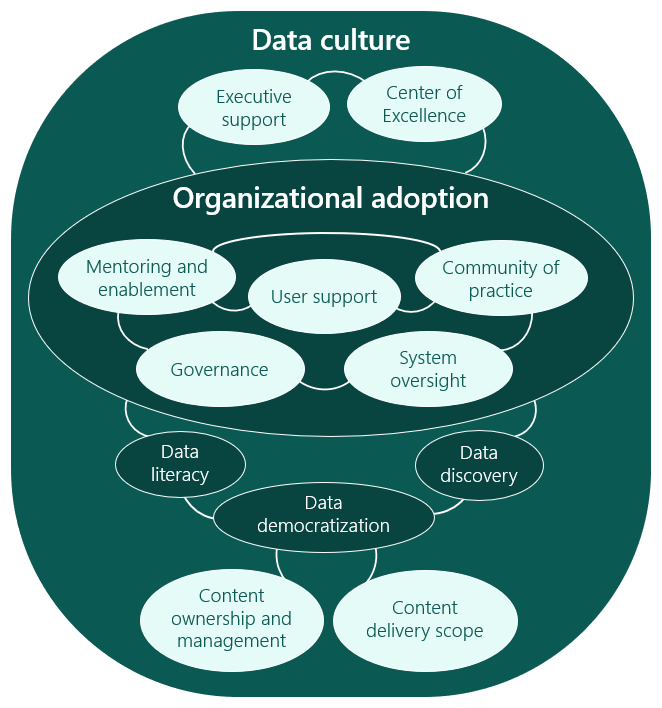 Data culture
Executive
support
Center of
Excellence
Organizational adoption
Mentoring and
enablement
User support
Community of
practice
Governance
System
oversight
Data
literacy
Data
discovery
Data
democratization
Content
ownership and
management
Content
delivery scope